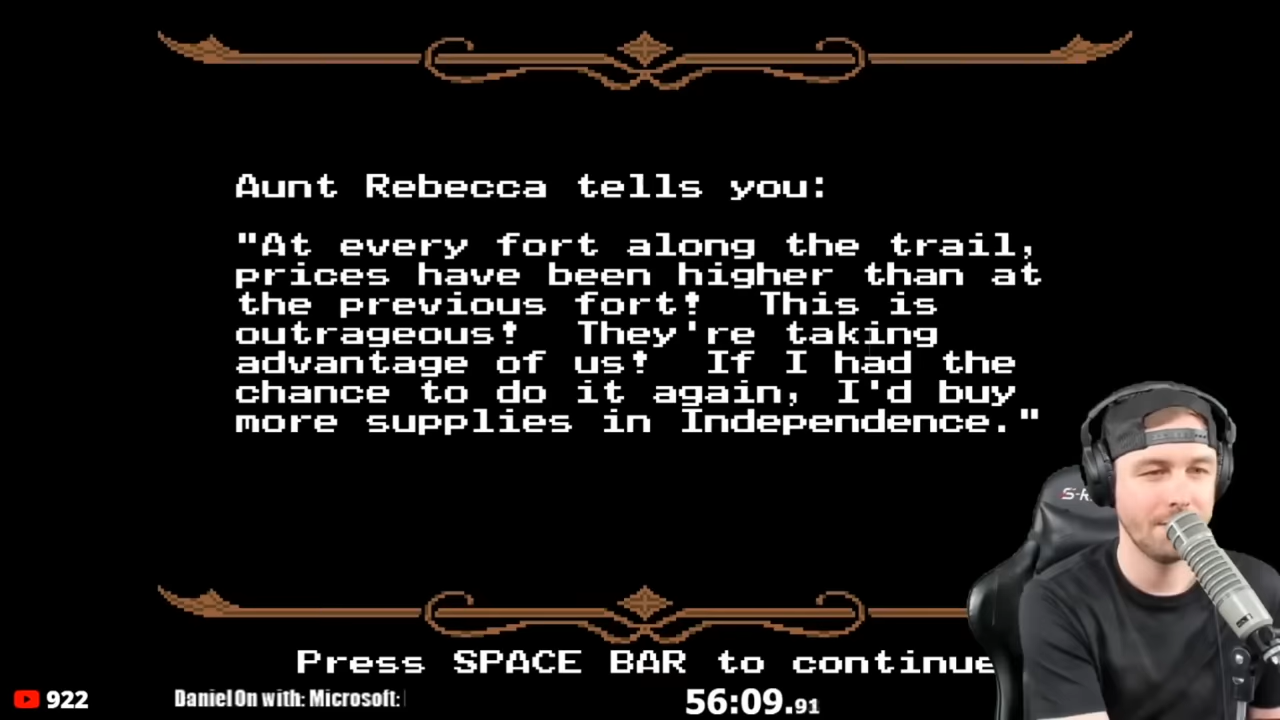 Aunt Rebecca tells you:
"At every fort along the trail,
prices have been higher than at
the previous fort!  This is
outrageous!  They're taking
advantage of us!  If I had the
chance to do it again, I'd buy
more supplies in Independence."
Press SPACE BAR to continue
922
DanielOn with: Microsoft:
56:09.91